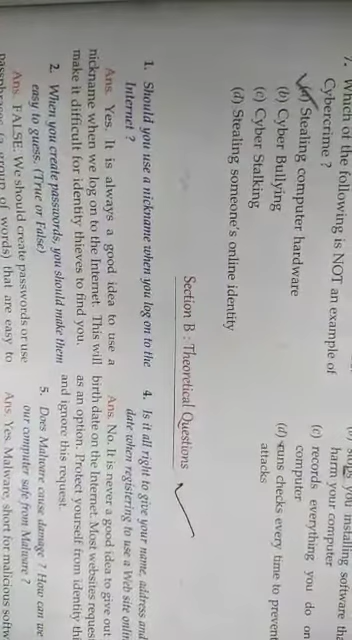 7. Which of the following is NOT an example of
Cybercrime ?
(a) Stealing computer hardware
(b) Cyber Bullying
(c) Cyber Stalking
(d) Stealing someone's online identity
you installing software
harm your computer
(c) records everything you do on
computer
(d) runs checks every time to prevent
attacks
Section B : Theoretical Questions
1. Should you use a nickname when you log on to the
Internet ?
Ans. Yes. It is always a good idea to use a
nickname when we log on to the Internet. This will
make it difficult for identity thieves to find you.
2. When you create passwords, you should make them
easy to guess. (True or False)
Ans. FALSE. We should create passwords or use
passphrases (a group of words) that are easy to
4. Is it all right to give your name, address and
date when registering to use a Web site
Ans. No. It is never a good idea to give out
birth date on the Internet. Most websites
as an option. Protect yourself from identity
and ignore this request.
5. Does Malware cause damage ? How can we
our computer safe from Malware ?
Ans. Yes. Malware, short for malicious